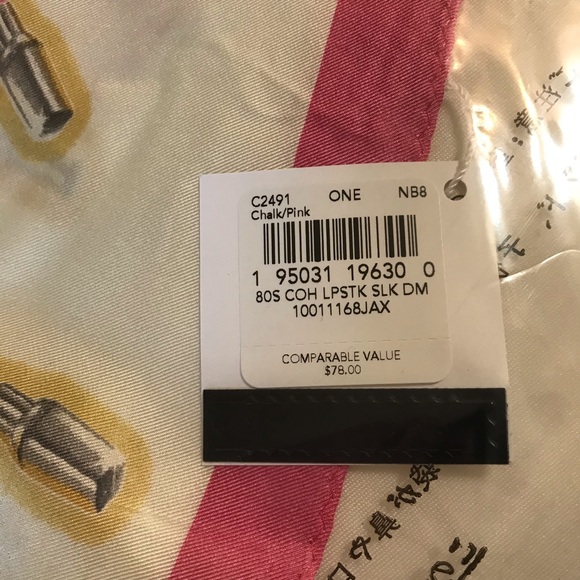 C2491 ONE NB8
Chalk/Pink
1 95031 19630 0
80S COH LPSTK SLK DM
10011168JAX
COMPARABLE VALUE
$78.00